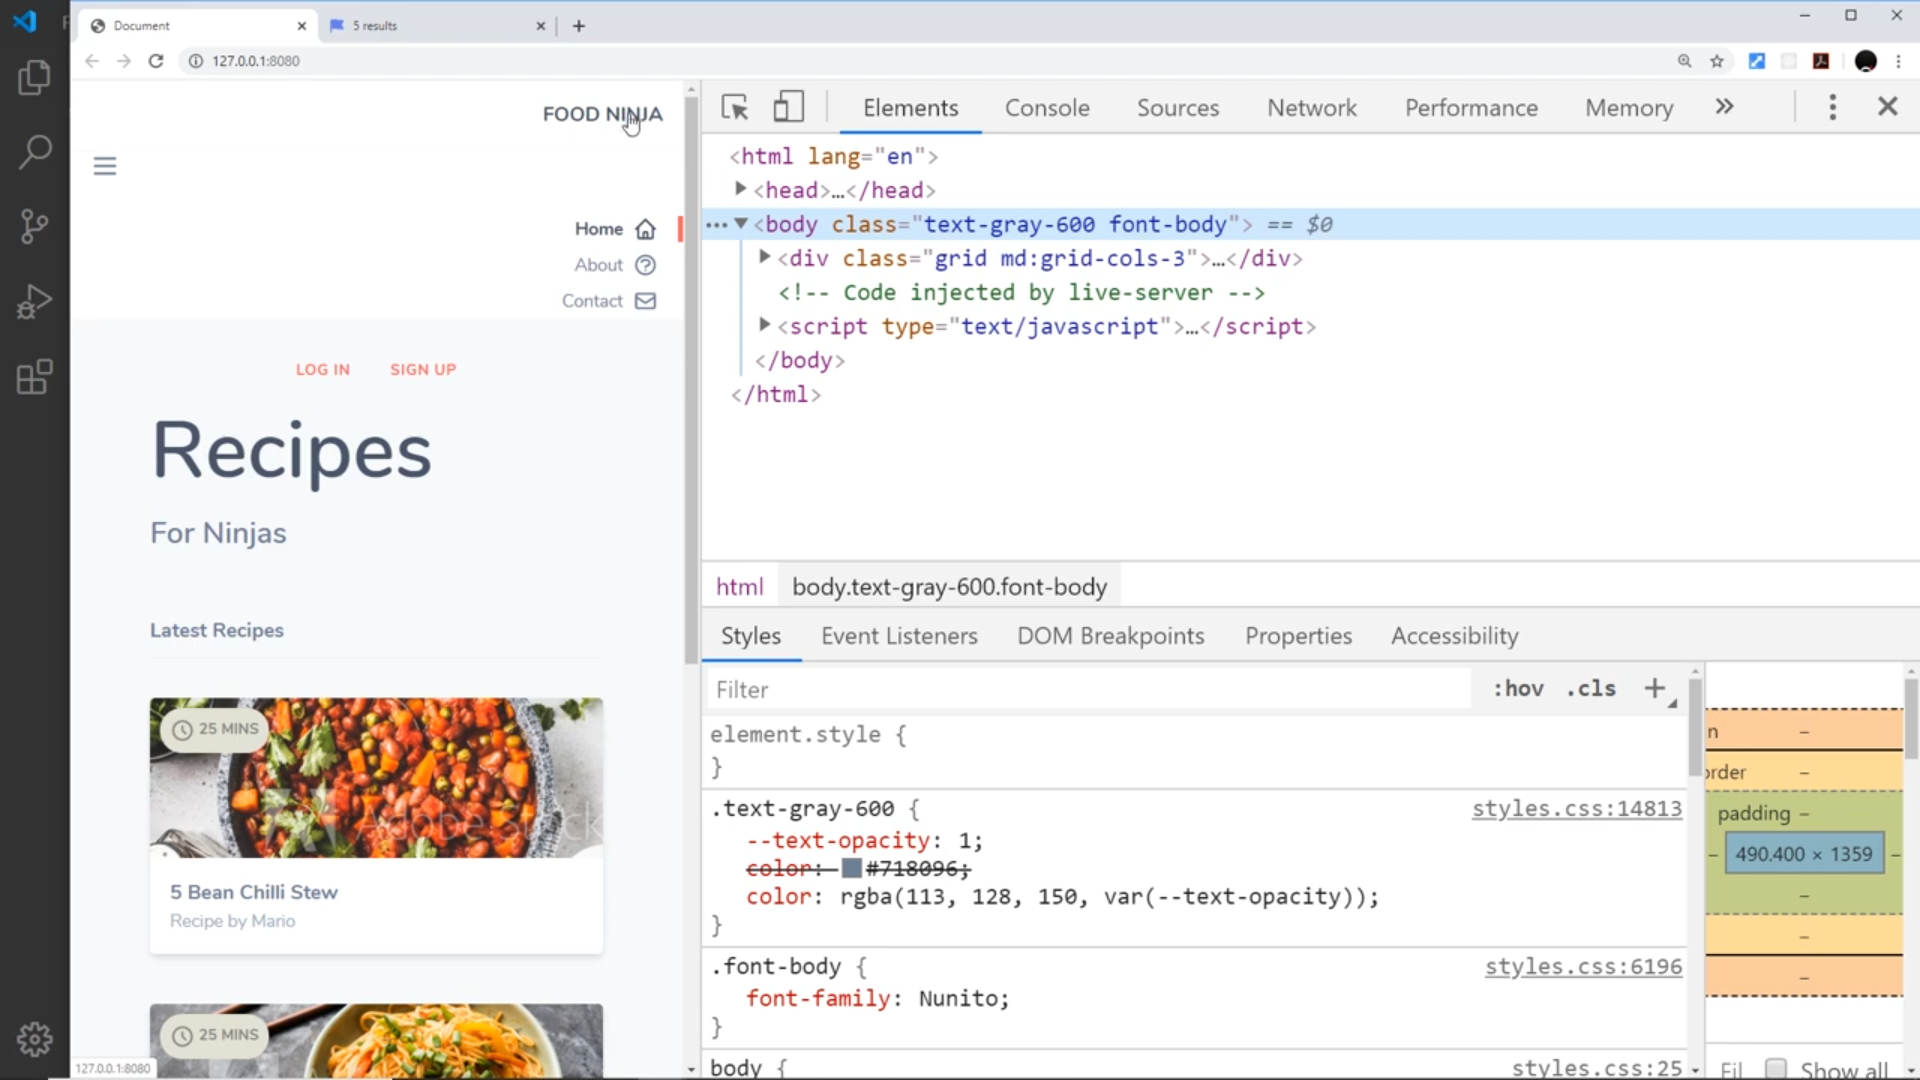 Document
5 results
127.0.0.1:8080
FOOD NINJA
Home
About
Contact
LOG IN SIGN UP
Recipes
For Ninjas
Latest Recipes
25 MINS
Adobe Stock
5 Bean Chilli Stew
Recipe by Mario
25 MINS
127.0.0.1:8080
Elements Console Sources Network Performance Memory »
<html lang="en">
<head>…</head>
<body class="text-gray-600 font-body"> == $0
<div class="grid md:grid-cols-3">…</div>
<!-- Code injected by live-server -->
<script type="text/javascript">…</script>
</body>
</html>
html body.text-gray-600.font-body
Styles Event Listeners DOM Breakpoints Properties Accessibility
Filter :hov .cls +
element.style {
}
.text-gray-600 { styles.css:14813
--text-opacity: 1;
color: #718096;
color: rgba(113, 128, 150, var(--text-opacity));
}
.font-body { styles.css:6196
font-family: Nunito;
}
body { styles.css:25
n –
order –
padding –
– 490.400 × 1359 –
–
–
–
Fil Show all